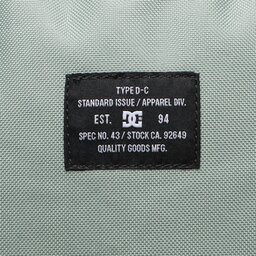 TYPE D-C
STANDARD ISSUE / APPAREL DIV.
EST. DC 94
SPEC NO. 43 / STOCK CA. 92649
QUALITY GOODS MFG.